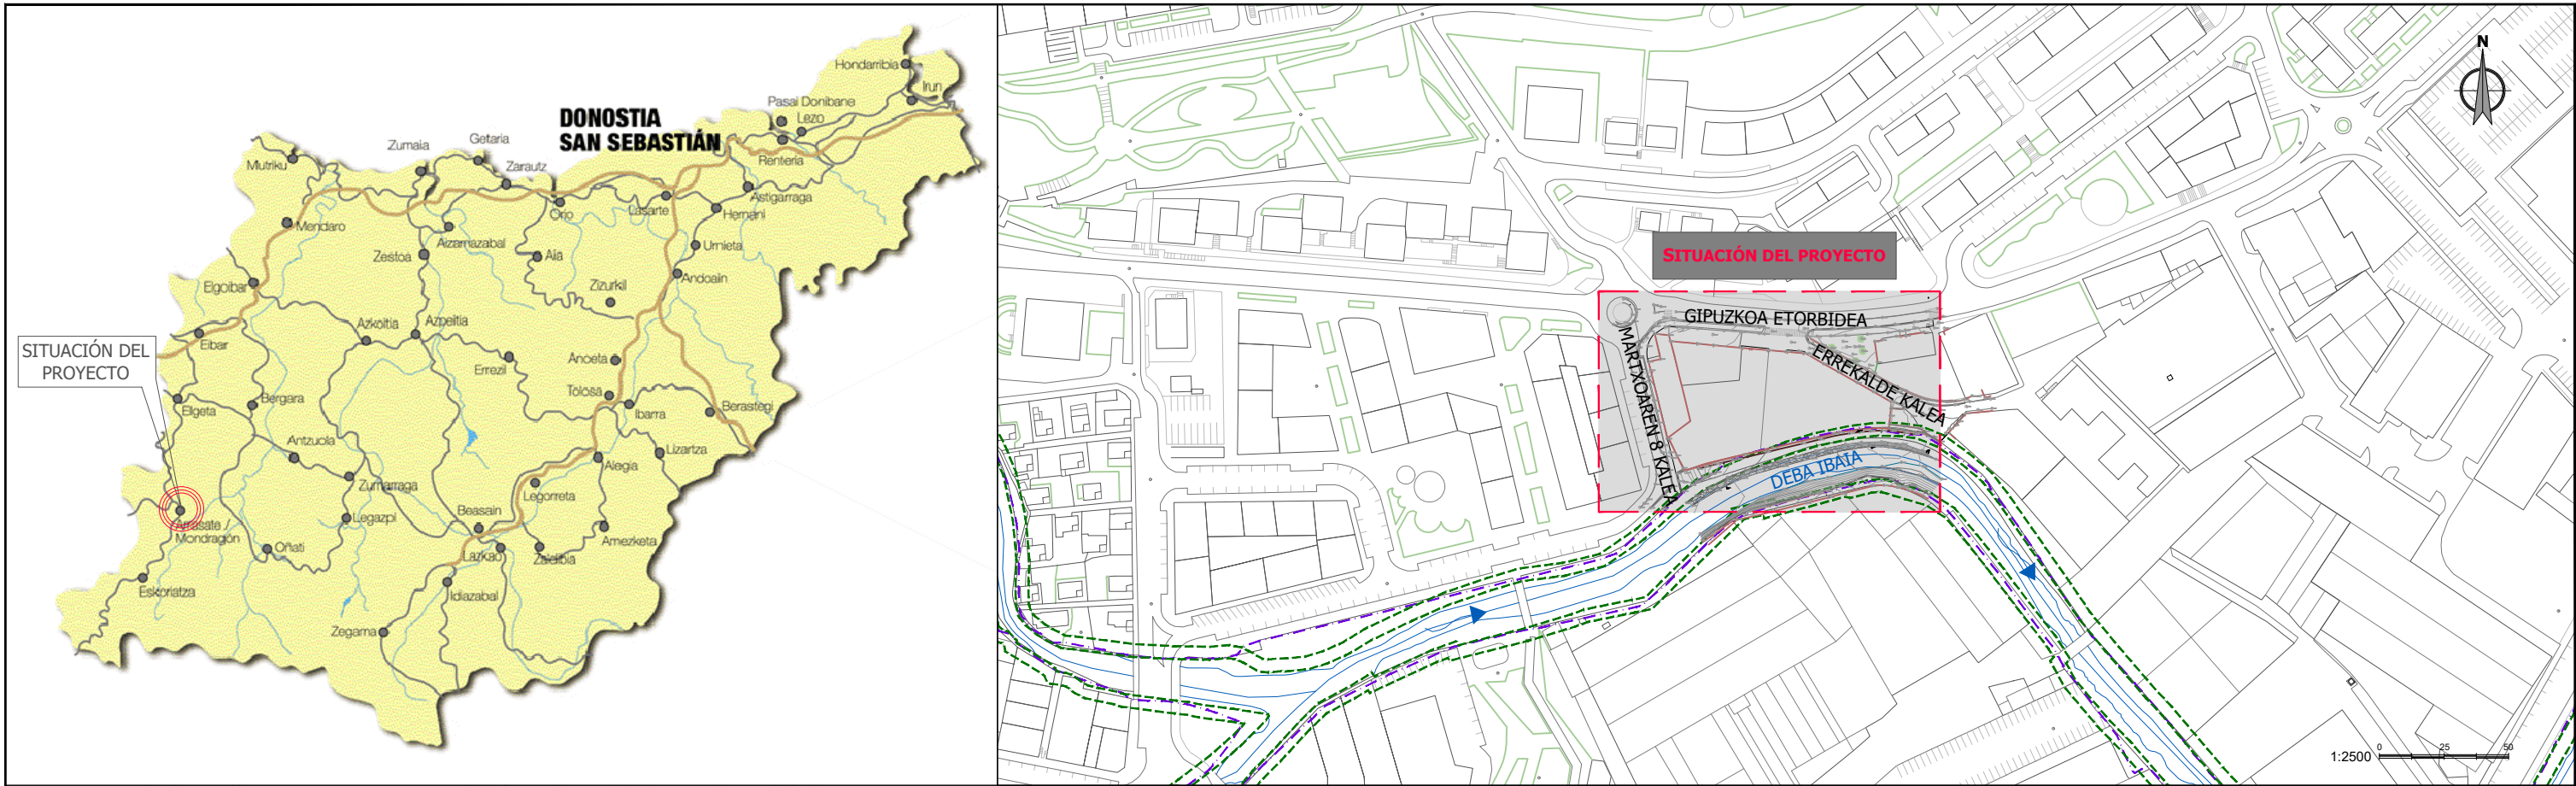 Hondarribia
Irun
Pasai Donibane
Lezo
DONOSTIA
SAN SEBASTIÁN
Renteria
Getaria
Zumaia
Zarautz
Mutriku
Astigarraga
Orio
Lasarte
Hernani
Mendaro
Aizarnazabal
Urnieta
Zestoa
Aia
Andoain
Zizurkil
Elgoibar
Azkoitia
Azpeitia
Eibar
SITUACIÓN DEL
PROYECTO
Errezil
Anoeta
Tolosa
Ibarra
Berastegi
Elgeta
Bergara
Antzuola
Lizartza
Alegia
Zumarraga
Legorreta
Legazpi
Beasain
Arrasate /
Mondragón
Amezketa
Oñati
Lazkao
Zaldibia
Eskoriatza
Idiazabal
Zegama
N
SITUACIÓN DEL PROYECTO
GIPUZKOA ETORBIDEA
MARTXOAREN 8 KALEA
ERREKALDE KALEA
DEBA IBAIA
1:2500
0 25 50